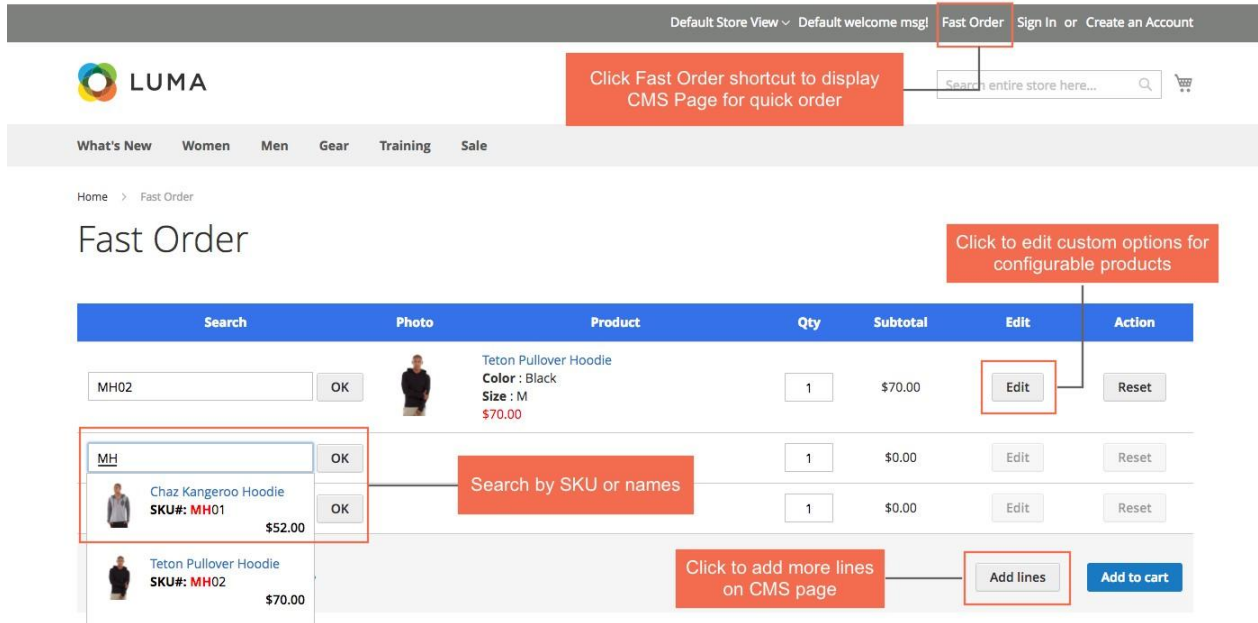 Default Store View Default welcome msg! Fast Order Sign In or Create an Account
LUMA
Click Fast Order shortcut to display
CMS Page for quick order
Search entire store here...
What's New Women Men Gear Training Sale
Home > Fast Order
Fast Order
Click to edit custom options for
configurable products
Search Photo Product Qty Subtotal Edit Action
MH02 OK
Teton Pullover Hoodie
Color : Black
Size : M
$70.00
1 $70.00 Edit Reset
MH OK 1 $0.00 Edit Reset
Search by SKU or names
Chaz Kangeroo Hoodie
SKU#: MH01
$52.00
OK 1 $0.00 Edit Reset
Teton Pullover Hoodie
SKU#: MH02
$70.00
Click to add more lines
on CMS page
Add lines Add to cart